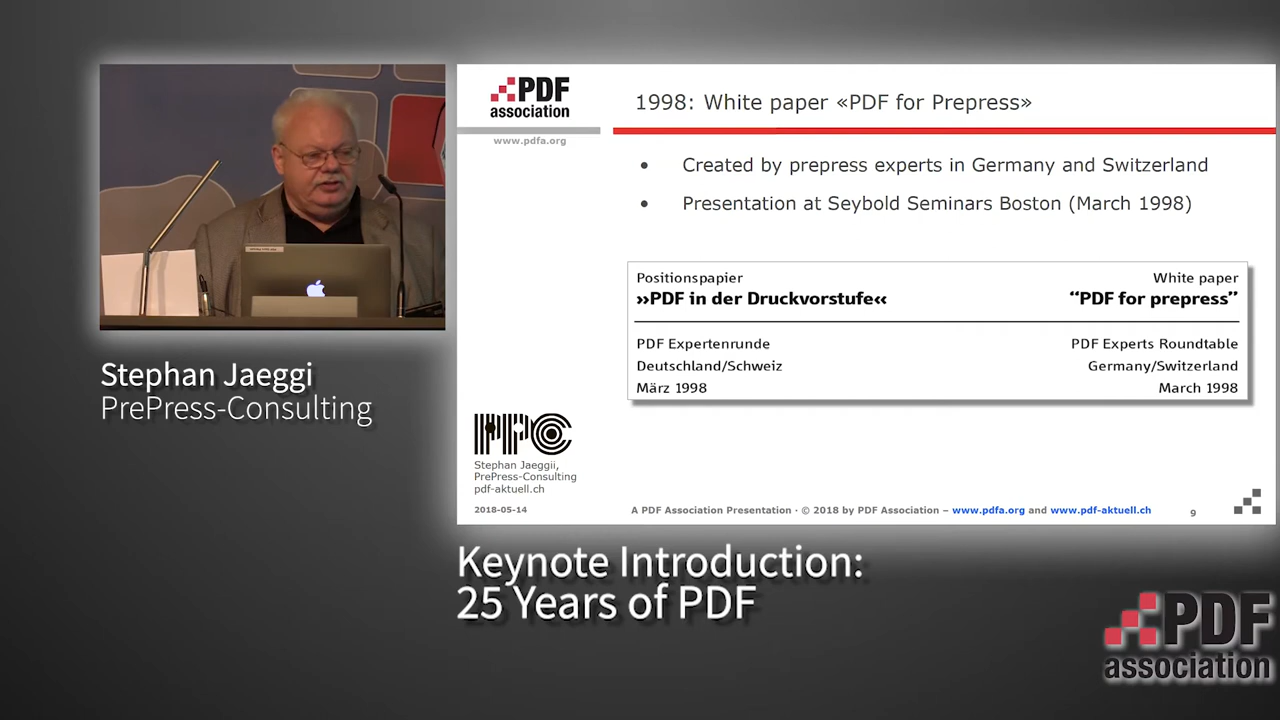 PDF
association
www.pdfa.org
1998: White paper «PDF for Prepress»
• Created by prepress experts in Germany and Switzerland
• Presentation at Seybold Seminars Boston (March 1998)
Positionspapier White paper
»PDF in der Druckvorstufe« “PDF for prepress”
PDF Expertenrunde PDF Experts Roundtable
Deutschland/Schweiz Germany/Switzerland
März 1998 March 1998
PPC
Stephan Jaeggii,
PrePress-Consulting
pdf-aktuell.ch
2018-05-14 A PDF Association Presentation · © 2018 by PDF Association – www.pdfa.org and www.pdf-aktuell.ch 9
Stephan Jaeggi
PrePress-Consulting
Keynote Introduction:
25 Years of PDF
PDF
association